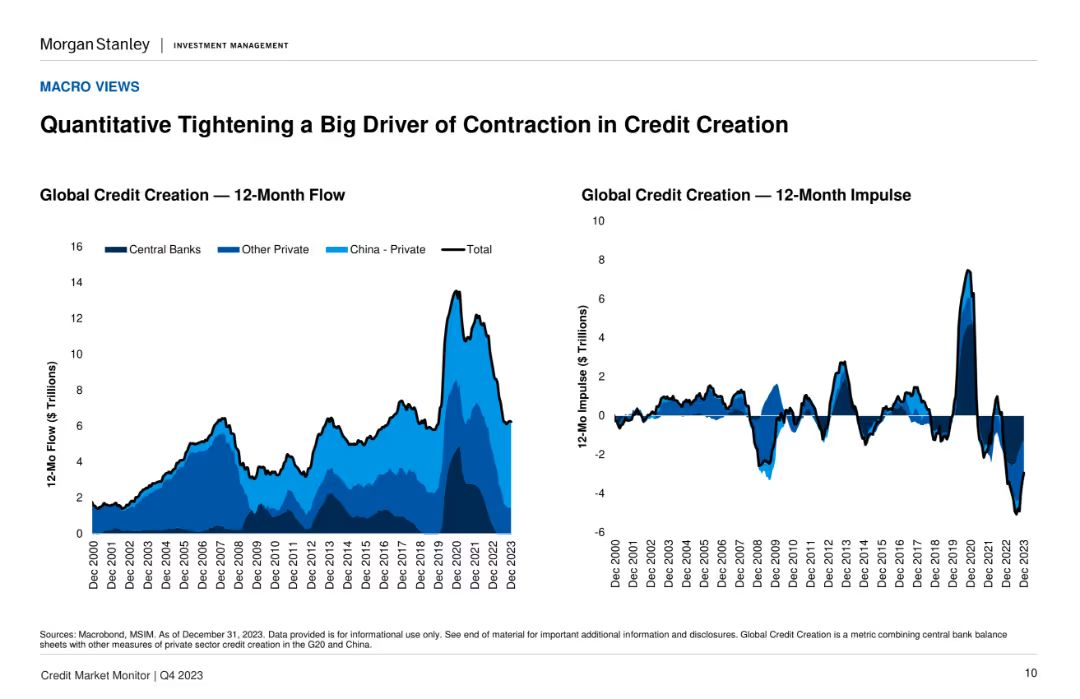 Morgan Stanley | INVESTMENT MANAGEMENT
MACRO VIEWS
Quantitative Tightening a Big Driver of Contraction in Credit Creation
Global Credit Creation — 12-Month Flow
16
Central Banks
Other Private
China - Private
Total
14
12
10
8
6
4
2
0
12-Mo Flow ($ Trillions)
Dec 2000
Dec 2001
Dec 2002
Dec 2003
Dec 2004
Dec 2005
Dec 2006
Dec 2007
Dec 2008
Dec 2009
Dec 2010
Dec 2011
Dec 2012
Dec 2013
Dec 2014
Dec 2015
Dec 2016
Dec 2017
Dec 2018
Dec 2019
Dec 2020
Dec 2021
Dec 2022
Dec 2023
Global Credit Creation — 12-Month Impulse
10
8
6
4
2
0
-2
-4
-6
12-Mo Impulse ($ Trillions)
Dec 2000
Dec 2001
Dec 2002
Dec 2003
Dec 2004
Dec 2005
Dec 2006
Dec 2007
Dec 2008
Dec 2009
Dec 2010
Dec 2011
Dec 2012
Dec 2013
Dec 2014
Dec 2015
Dec 2016
Dec 2017
Dec 2018
Dec 2019
Dec 2020
Dec 2021
Dec 2022
Dec 2023
Sources: Macrobond, MSIM. As of December 31, 2023. Data provided is for informational use only. See end of material for important additional information and disclosures. Global Credit Creation is a metric combining central bank balance
sheets with other measures of private sector credit creation in the G20 and China.
Credit Market Monitor | Q4 2023
10